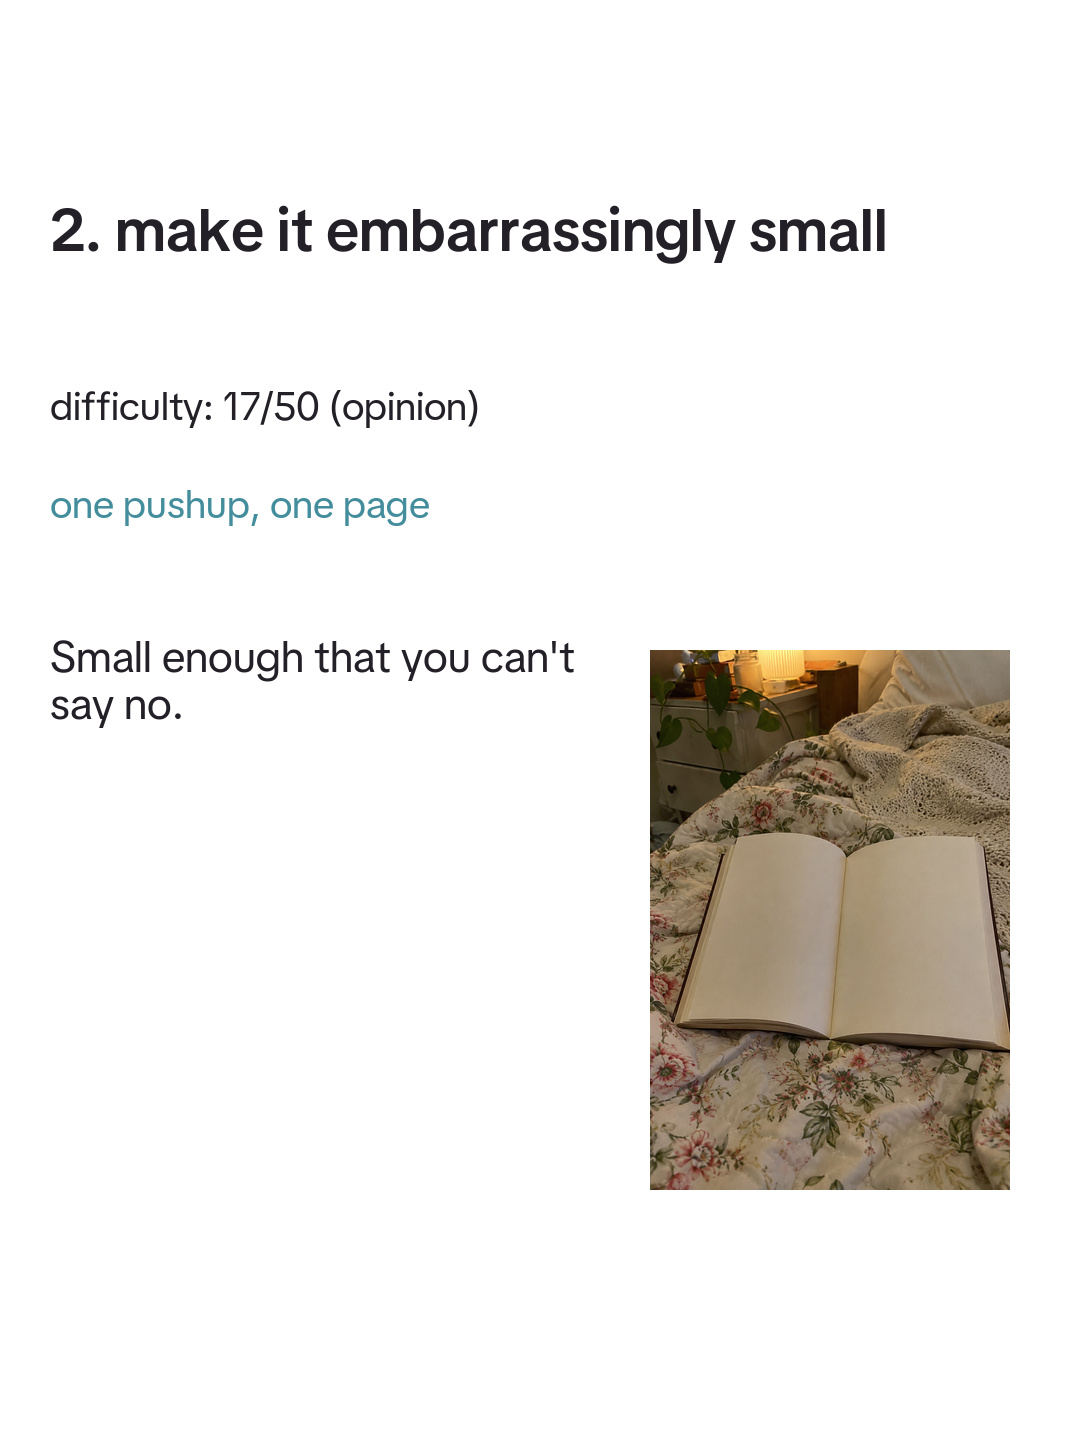 2. make it embarrassingly small
difficulty: 17/50 (opinion)
one pushup, one page
Small enough that you can't
say no.